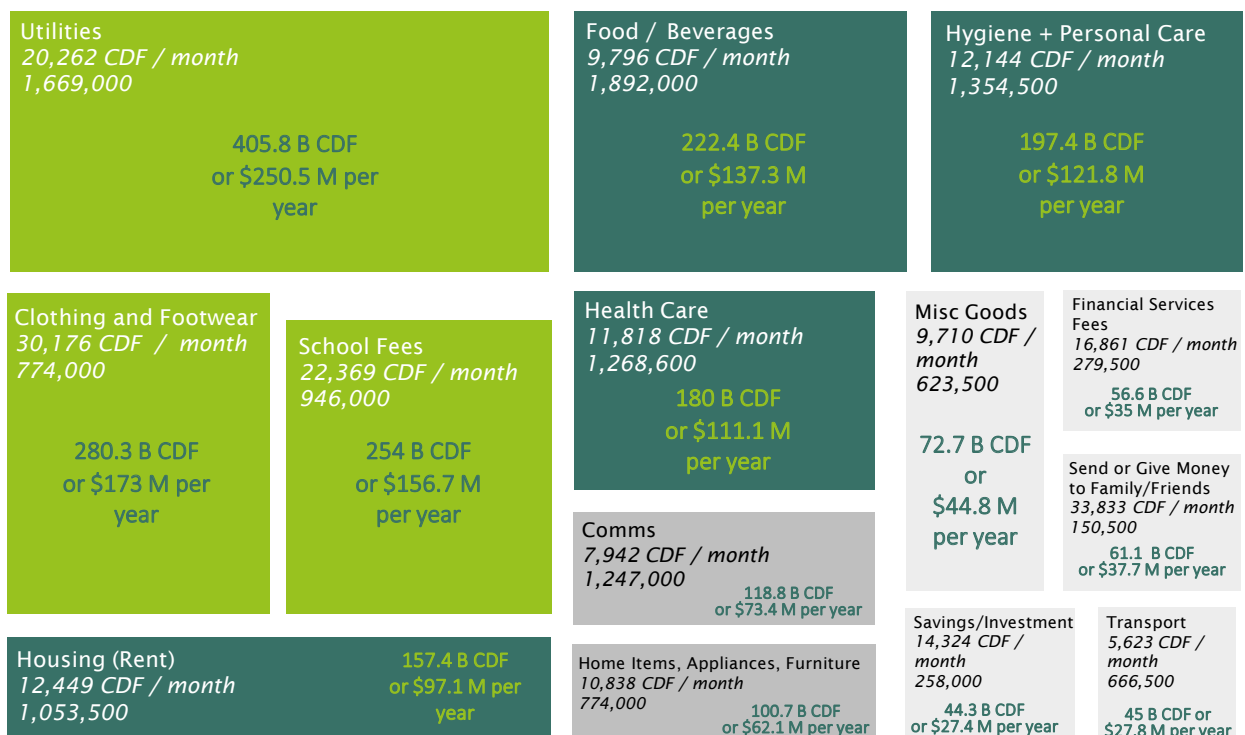 Utilities
20,262 CDF / month
1,669,000
405.8 B CDF
or $250.5 M per
year
Food / Beverages
9,796 CDF / month
1,892,000
222.4 B CDF
or $137.3 M
per year
Hygiene + Personal Care
12,144 CDF / month
1,354,500
197.4 B CDF
or $121.8 M
per year
Clothing and Footwear
30,176 CDF / month
774,000
280.3 B CDF
or $173 M per
year
School Fees
22,369 CDF / month
946,000
254 B CDF
or $156.7 M
per year
Health Care
11,818 CDF / month
1,268,600
180 B CDF
or $111.1 M
per year
Misc Goods
9,710 CDF /
month
623,500
72.7 B CDF
or
$44.8 M
per year
Financial Services
Fees
16,861 CDF / month
279,500
56.6 B CDF
or $35 M per year
Send or Give Money
to Family/Friends
33,833 CDF / month
150,500
61.1 B CDF
or $37.7 M per year
Comms
7,942 CDF / month
1,247,000
118.8 B CDF
or $73.4 M per year
Housing (Rent)
12,449 CDF / month
1,053,500
157.4 B CDF
or $97.1 M per
year
Home Items, Appliances, Furniture
10,838 CDF / month
774,000
100.7 B CDF
or $62.1 M per year
Savings/Investment
14,324 CDF /
month
258,000
44.3 B CDF
or $27.4 M per year
Transport
5,623 CDF /
month
666,500
45 B CDF or
$27.8 M per year